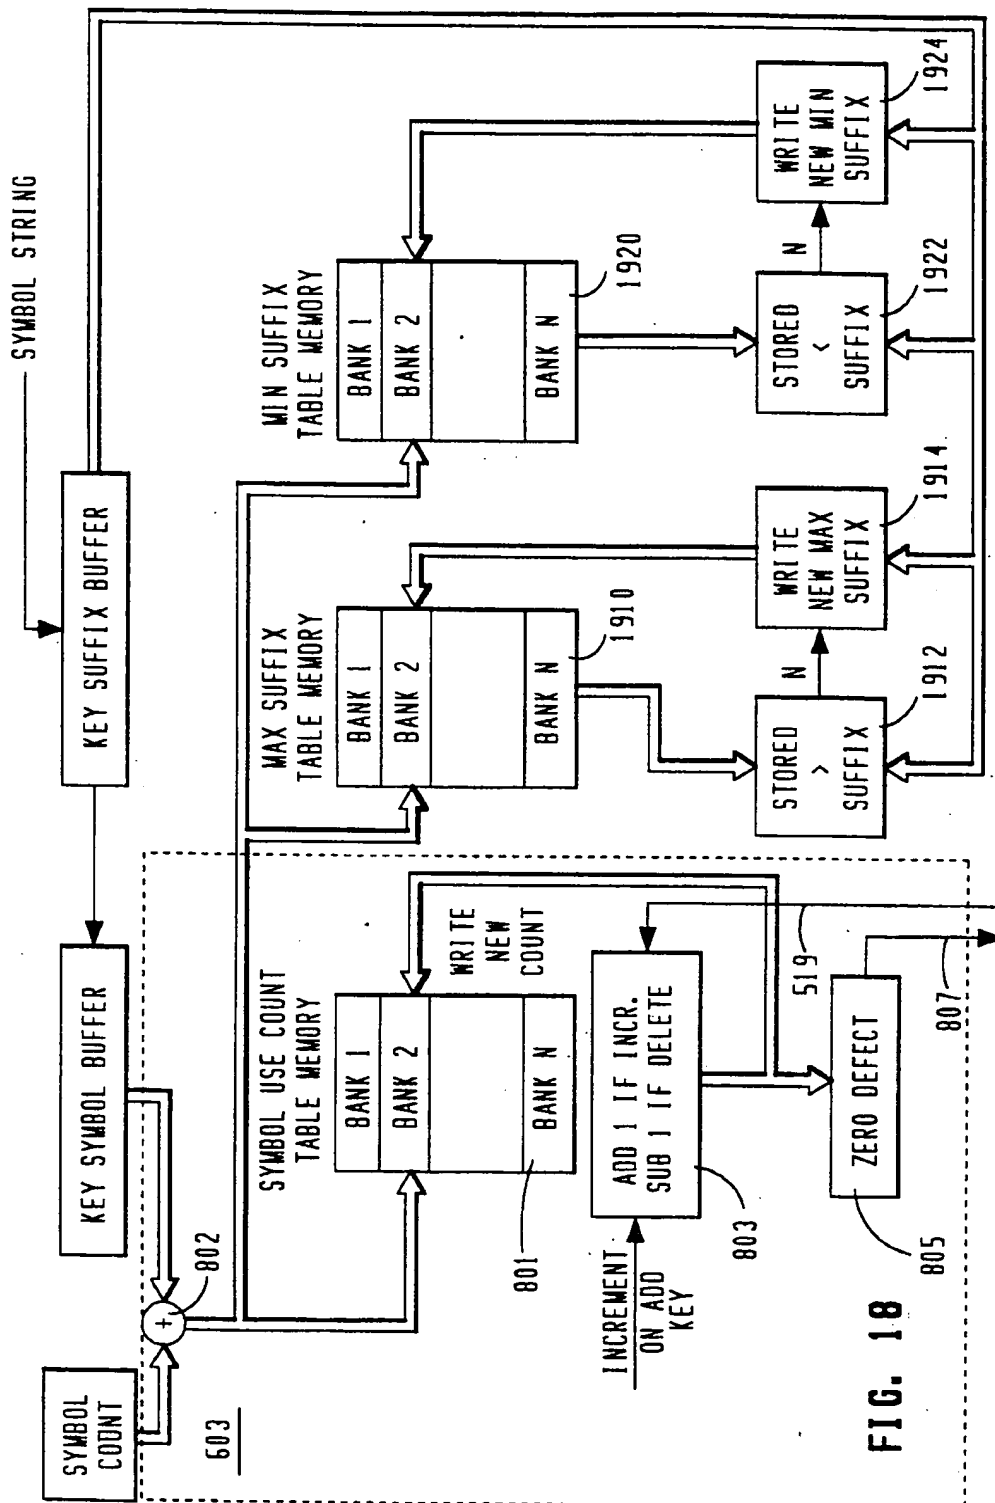 SYMBOL STRING
KEY SUFFIX BUFFER
KEY SYMBOL BUFFER
SYMBOL
COUNT
802
603
SYMBOL USE COUNT
TABLE MEMORY
BANK 1
BANK 2
BANK N
801
WRITE
NEW
COUNT
MAX SUFFIX
TABLE MEMORY
BANK 1
BANK 2
BANK N
1910
MIN SUFFIX
TABLE MEMORY
BANK 1
BANK 2
BANK N
1920
INCREMENT
ON ADD
KEY
ADD 1 IF INCR.
SUB 1 IF DELETE
803
519
STORED
>
SUFFIX
1912
N
WRITE
NEW MAX
SUFFIX
1914
STORED
<
SUFFIX
1922
N
WRITE
NEW MIN
SUFFIX
1924
ZERO DEFECT
805
807
FIG. 18